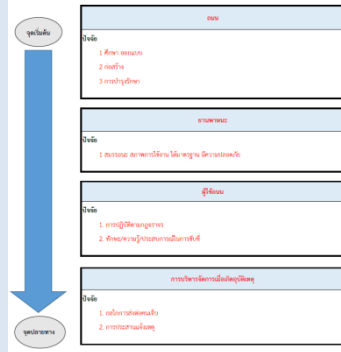 จุดเริ่มต้น
ถนน
ปัจจัย
1 ศึกษา ออกแบบ
2 ก่อสร้าง
3 การบำรุงรักษา
ยานพาหนะ
ปัจจัย
1 สมรรถนะ สภาพการใช้งาน ได้มาตรฐาน มีความปลอดภัย
ผู้ใช้ถนน
ปัจจัย
1. การปฏิบัติตามกฎจราจร
2. ทักษะ/ความรู้/ประสบการณ์ในการขับขี่
การบริหารจัดการเมื่อเกิดอุบัติเหตุ
ปัจจัย
1. กลไกการส่งคนเจ็บ
2. การประสานแจ้งเหตุ
จุดปลายทาง